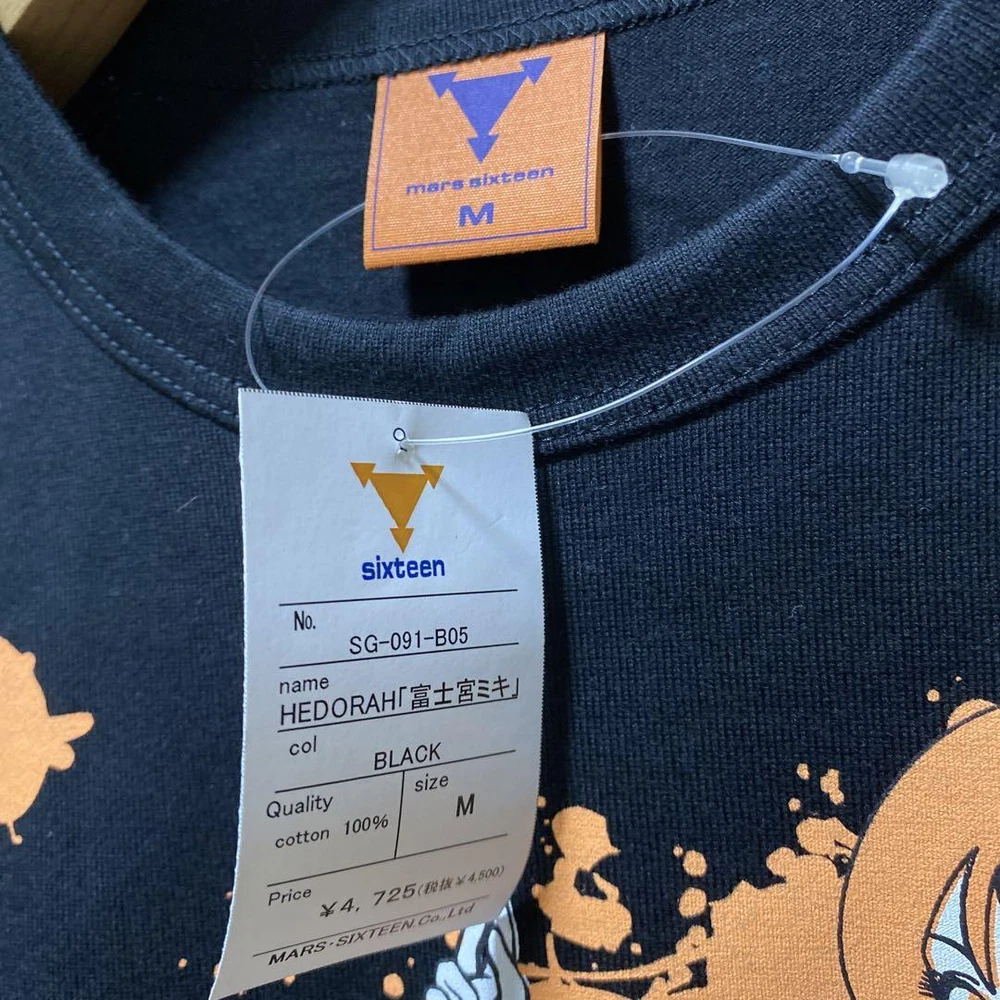 mars sixteen
M
sixteen
No.
SG-091-B05
name
HEDORAH「富士宮ミキ」
col
BLACK
Quality
cotton 100%
size
M
Price
¥4,725(税抜¥4,500)
MARS・SIXTEEN.Co.,Ltd